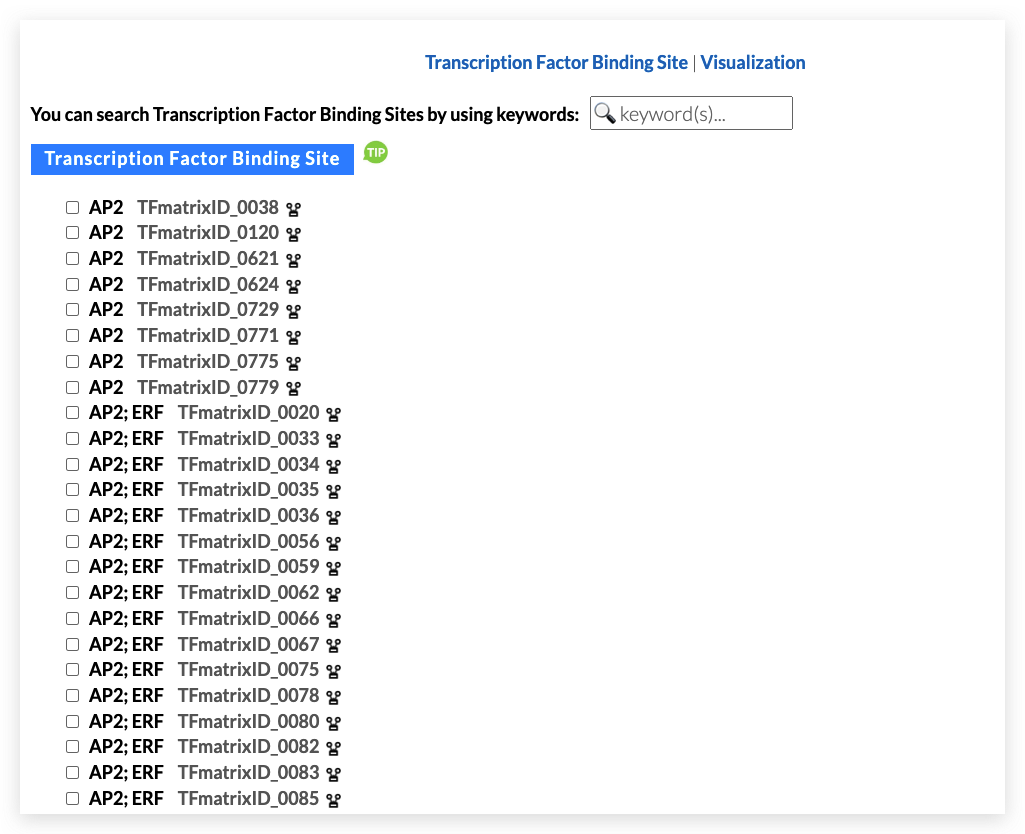 Transcription Factor Binding Site | Visualization
You can search Transcription Factor Binding Sites by using keywords: keyword(s)...
Transcription Factor Binding Site TIP
AP2 TFmatrixID_0038
AP2 TFmatrixID_0120
AP2 TFmatrixID_0621
AP2 TFmatrixID_0624
AP2 TFmatrixID_0729
AP2 TFmatrixID_0771
AP2 TFmatrixID_0775
AP2 TFmatrixID_0779
AP2; ERF TFmatrixID_0020
AP2; ERF TFmatrixID_0033
AP2; ERF TFmatrixID_0034
AP2; ERF TFmatrixID_0035
AP2; ERF TFmatrixID_0036
AP2; ERF TFmatrixID_0056
AP2; ERF TFmatrixID_0059
AP2; ERF TFmatrixID_0062
AP2; ERF TFmatrixID_0066
AP2; ERF TFmatrixID_0067
AP2; ERF TFmatrixID_0075
AP2; ERF TFmatrixID_0078
AP2; ERF TFmatrixID_0080
AP2; ERF TFmatrixID_0082
AP2; ERF TFmatrixID_0083
AP2; ERF TFmatrixID_0085